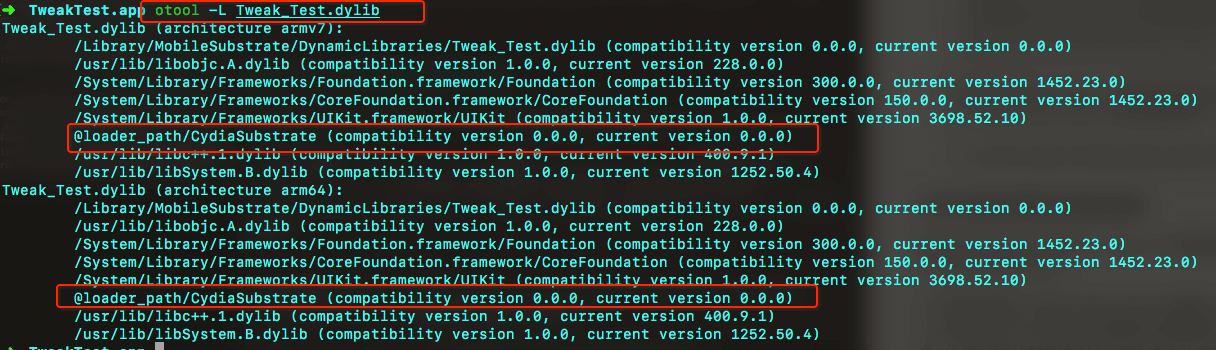 ➜ TweakTest.app otool -L Tweak_Test.dylib
Tweak_Test.dylib (architecture armv7):
/Library/MobileSubstrate/DynamicLibraries/Tweak_Test.dylib (compatibility version 0.0.0, current version 0.0.0)
/usr/lib/libobjc.A.dylib (compatibility version 1.0.0, current version 228.0.0)
/System/Library/Frameworks/Foundation.framework/Foundation (compatibility version 300.0.0, current version 1452.23.0)
/System/Library/Frameworks/CoreFoundation.framework/CoreFoundation (compatibility version 150.0.0, current version 1452.23.0)
/System/Library/Frameworks/UIKit.framework/UIKit (compatibility version 1.0.0, current version 3698.52.10)
@loader_path/CydiaSubstrate (compatibility version 0.0.0, current version 0.0.0)
/usr/lib/libc++.1.dylib (compatibility version 1.0.0, current version 400.9.1)
/usr/lib/libSystem.B.dylib (compatibility version 1.0.0, current version 1252.50.4)
Tweak_Test.dylib (architecture arm64):
/Library/MobileSubstrate/DynamicLibraries/Tweak_Test.dylib (compatibility version 0.0.0, current version 0.0.0)
/usr/lib/libobjc.A.dylib (compatibility version 1.0.0, current version 228.0.0)
/System/Library/Frameworks/Foundation.framework/Foundation (compatibility version 300.0.0, current version 1452.23.0)
/System/Library/Frameworks/CoreFoundation.framework/CoreFoundation (compatibility version 150.0.0, current version 1452.23.0)
/System/Library/Frameworks/UIKit.framework/UIKit (compatibility version 1.0.0, current version 3698.52.10)
@loader_path/CydiaSubstrate (compatibility version 0.0.0, current version 0.0.0)
/usr/lib/libc++.1.dylib (compatibility version 1.0.0, current version 400.9.1)
/usr/lib/libSystem.B.dylib (compatibility version 1.0.0, current version 1252.50.4)
➜ TweakTest.app